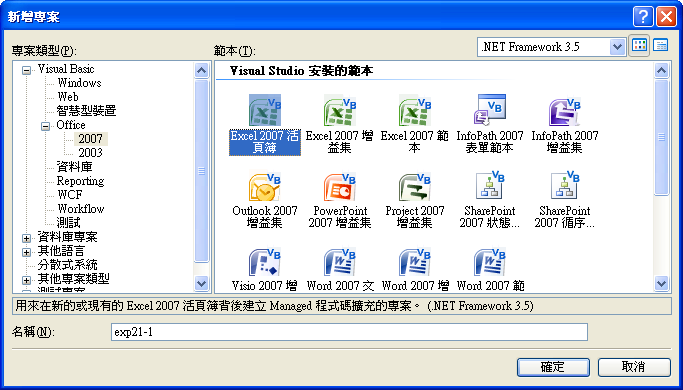 新增專案
專案類型(P):
範本(T):
.NET Framework 3.5
Visual Basic
Windows
Web
智慧型裝置
Office
2007
2003
資料庫
Reporting
WCF
Workflow
測試
資料庫專案
其他語言
分散式系統
其他專案類型
測試專案
Visual Studio 安裝的範本
Excel 2007 活
頁簿
Excel 2007 增
益集
Excel 2007 範
本
InfoPath 2007
表單範本
InfoPath 2007
增益集
Outlook 2007
增益集
PowerPoint
2007 增益集
Project 2007
增益集
SharePoint
2007 狀態...
SharePoint
2007 循序...
Visio 2007 增
Word 2007 文
Word 2007 增
Word 2007 範
用來在新的或現有的 Excel 2007 活頁簿背後建立 Managed 程式碼擴充的專案。 (.NET Framework 3.5)
名稱(N):
exp21-1
確定
取消